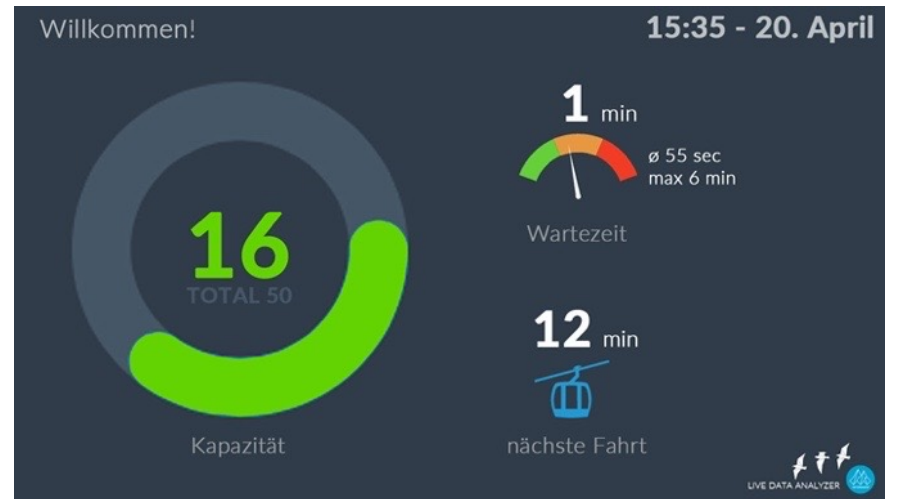 Willkommen!
15:35 - 20. April
16
TOTAL 50
Kapazität
1 min
ø 55 sec
max 6 min
Wartezeit
12 min
nächste Fahrt
LIVE DATA ANALYZER